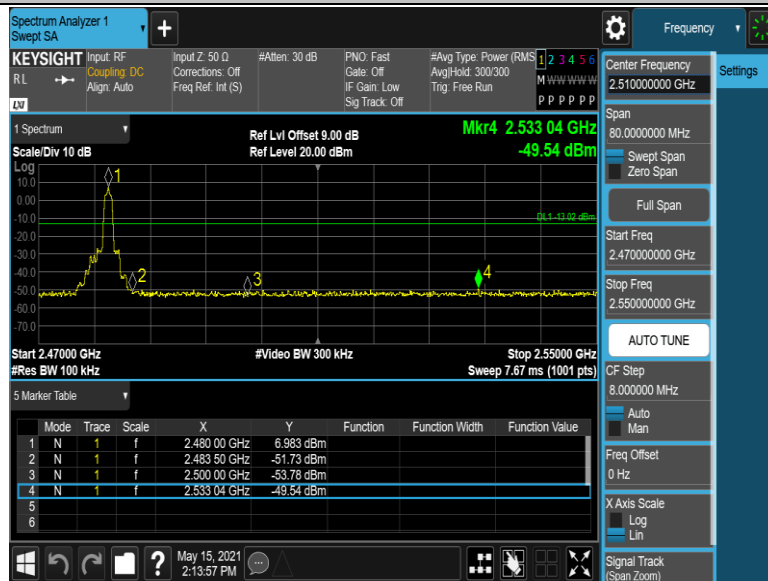 Spectrum Analyzer 1
Swept SA
Frequency
KEYSIGHT
RL
LXI
Input: RF
Coupling: DC
Align: Auto
Input Z: 50 Ω
Corrections: Off
Freq Ref: Int (S)
#Atten: 30 dB
PNO: Fast
Gate: Off
IF Gain: Low
Sig Track: Off
#Avg Type: Power (RMS
Avg|Hold: 300/300
Trig: Free Run
1 2 3 4 5 6
M W W W W W
P P P P P P
1 Spectrum
Scale/Div 10 dB
Log
Ref Lvl Offset 9.00 dB
Ref Level 20.00 dBm
Mkr4 2.533 04 GHz
-49.54 dBm
10.0
0.00
-10.0
-20.0
-30.0
-40.0
-50.0
-60.0
-70.0
1
2
3
4
DL1 -13.02 dBm
Start 2.47000 GHz
#Res BW 100 kHz
#Video BW 300 kHz
Stop 2.55000 GHz
Sweep 7.67 ms (1001 pts)
5 Marker Table
Mode Trace Scale X Y Function Function Width Function Value
1 N 1 f 2.480 00 GHz 6.983 dBm
2 N 1 f 2.483 50 GHz -51.73 dBm
3 N 1 f 2.500 00 GHz -53.78 dBm
4 N 1 f 2.533 04 GHz -49.54 dBm
5
6
May 15, 2021
2:13:57 PM
Center Frequency
2.510000000 GHz
Settings
Span
80.0000000 MHz
Swept Span
Zero Span
Full Span
Start Freq
2.470000000 GHz
Stop Freq
2.550000000 GHz
AUTO TUNE
CF Step
8.000000 MHz
Auto
Man
Freq Offset
0 Hz
X Axis Scale
Log
Lin
Signal Track
(Span Zoom)